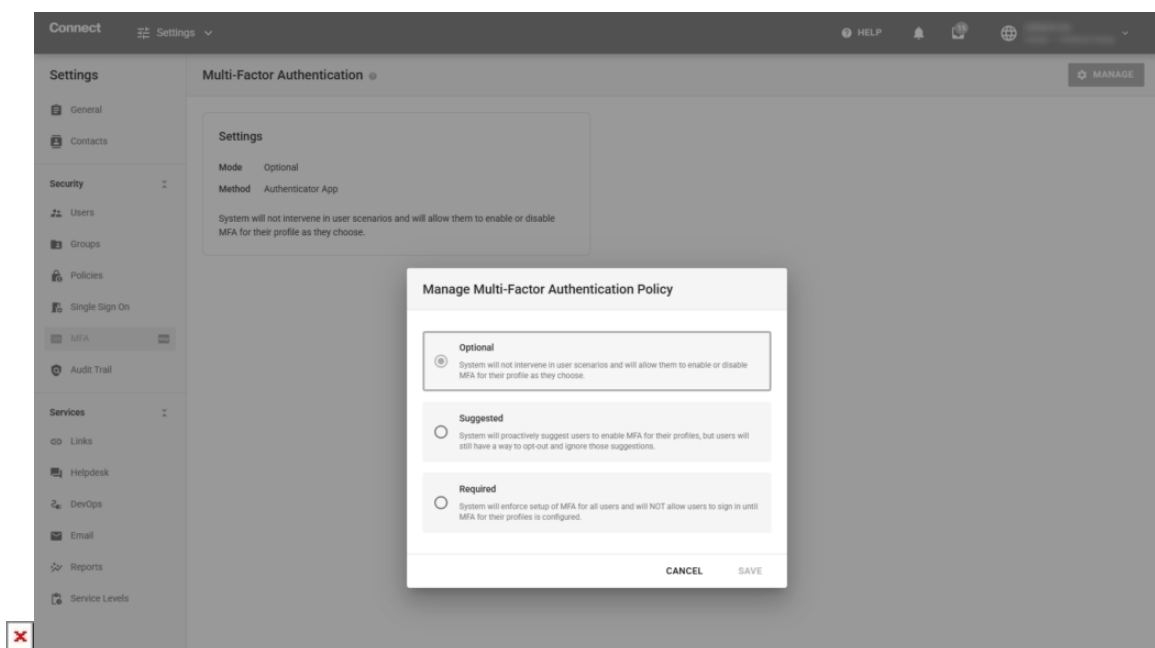 Connect
Settings
HELP
Settings
Multi-Factor Authentication
MANAGE
General
Contacts
Settings
Mode Optional
Method Authenticator App
System will not intervene in user scenarios and will allow them to enable or disable
MFA for their profile as they choose.
Security
Users
Groups
Policies
Single Sign On
MFA
Audit Trail
Services
Links
Helpdesk
DevOps
Email
Reports
Service Levels
Manage Multi-Factor Authentication Policy
Optional
System will not intervene in user scenarios and will allow them to enable or disable
MFA for their profile as they choose.
Suggested
System will proactively suggest users to enable MFA for their profiles, but users will
still have a way to opt-out and ignore those suggestions.
Required
System will enforce setup of MFA for all users and will NOT allow users to sign in until
MFA for their profiles is configured.
CANCEL SAVE